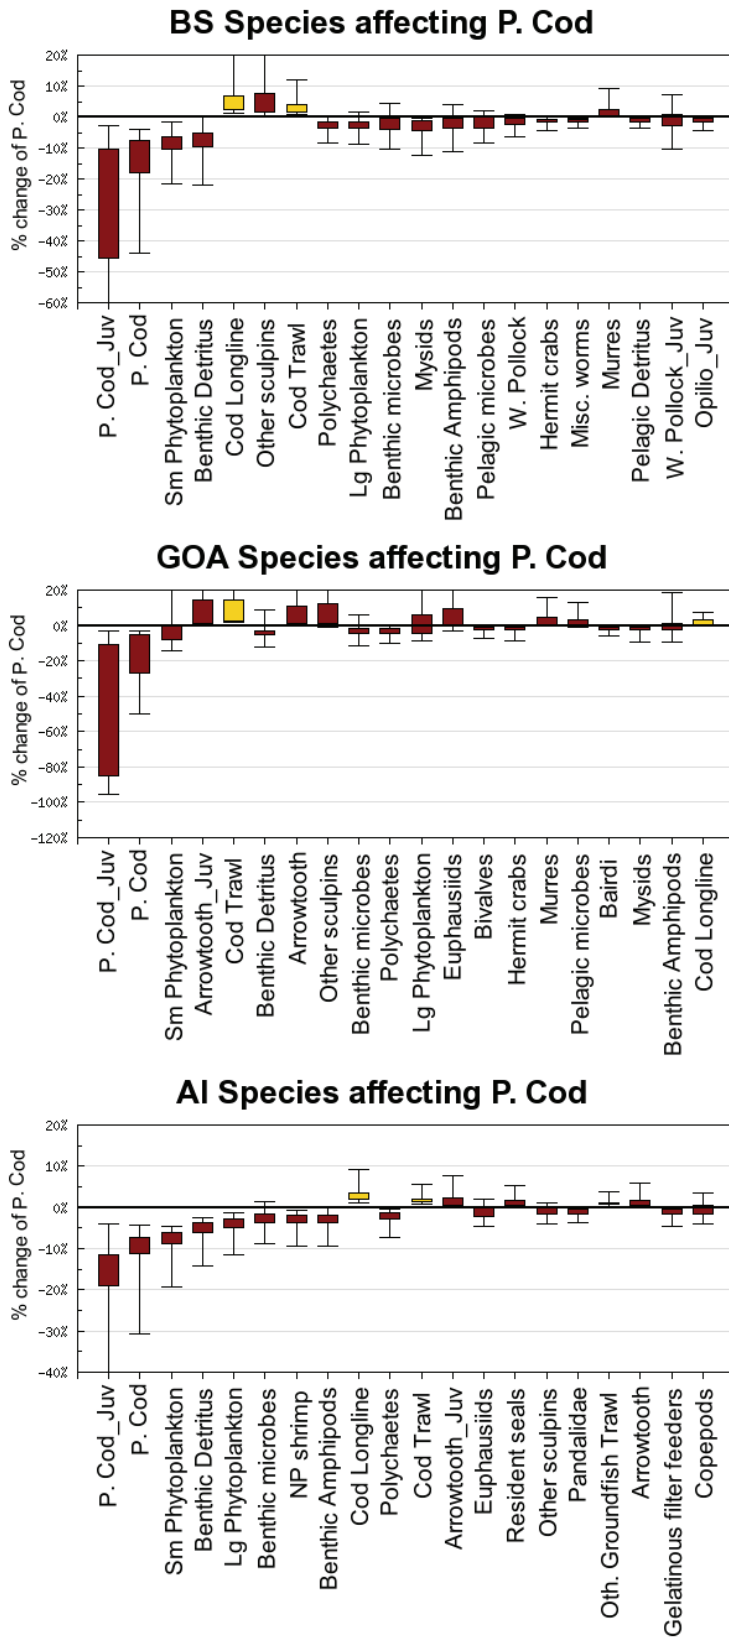 BS Species affecting P. Cod
% change of P. Cod
20%
10%
0%
-10%
-20%
-30%
-40%
-50%
-60%
P. Cod_Juv
P. Cod
Sm Phytoplankton
Benthic Detritus
Cod Longline
Other sculpins
Cod Trawl
Polychaetes
Lg Phytoplankton
Benthic microbes
Mysids
Benthic Amphipods
Pelagic microbes
W. Pollock
Hermit crabs
Misc. worms
Murres
Pelagic Detritus
W. Pollock_Juv
Opilio_Juv
GOA Species affecting P. Cod
% change of P. Cod
20%
0%
-20%
-40%
-60%
-80%
-100%
-120%
P. Cod_Juv
P. Cod
Sm Phytoplankton
Arrowtooth_Juv
Cod Trawl
Benthic Detritus
Arrowtooth
Other sculpins
Benthic microbes
Polychaetes
Lg Phytoplankton
Euphausiids
Bivalves
Hermit crabs
Murres
Pelagic microbes
Bairdi
Mysids
Benthic Amphipods
Cod Longline
AI Species affecting P. Cod
% change of P. Cod
20%
10%
0%
-10%
-20%
-30%
-40%
P. Cod_Juv
P. Cod
Sm Phytoplankton
Benthic Detritus
Lg Phytoplankton
Benthic microbes
NP shrimp
Benthic Amphipods
Cod Longline
Polychaetes
Cod Trawl
Arrowtooth_Juv
Euphausiids
Resident seals
Other sculpins
Pandalidae
Oth. Groundfish Trawl
Arrowtooth
Gelatinous filter feeders
Copepods